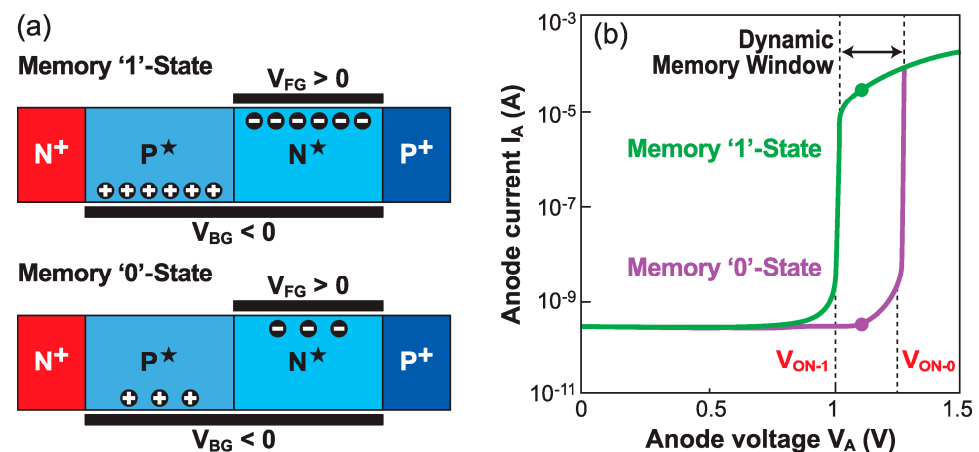 (a)
Memory ‘1’-State
V_FG > 0
N⁺ P★ N★ P⁺
V_BG < 0
Memory ‘0’-State
V_FG > 0
N⁺ P★ N★ P⁺
V_BG < 0
(b)
Dynamic
Memory Window
Memory ‘1’-State
Memory ‘0’-State
V_ON-1 V_ON-0
Anode current I_A (A)
10⁻³
10⁻⁵
10⁻⁷
10⁻⁹
10⁻¹¹
0 0.5 1 1.5
Anode voltage V_A (V)